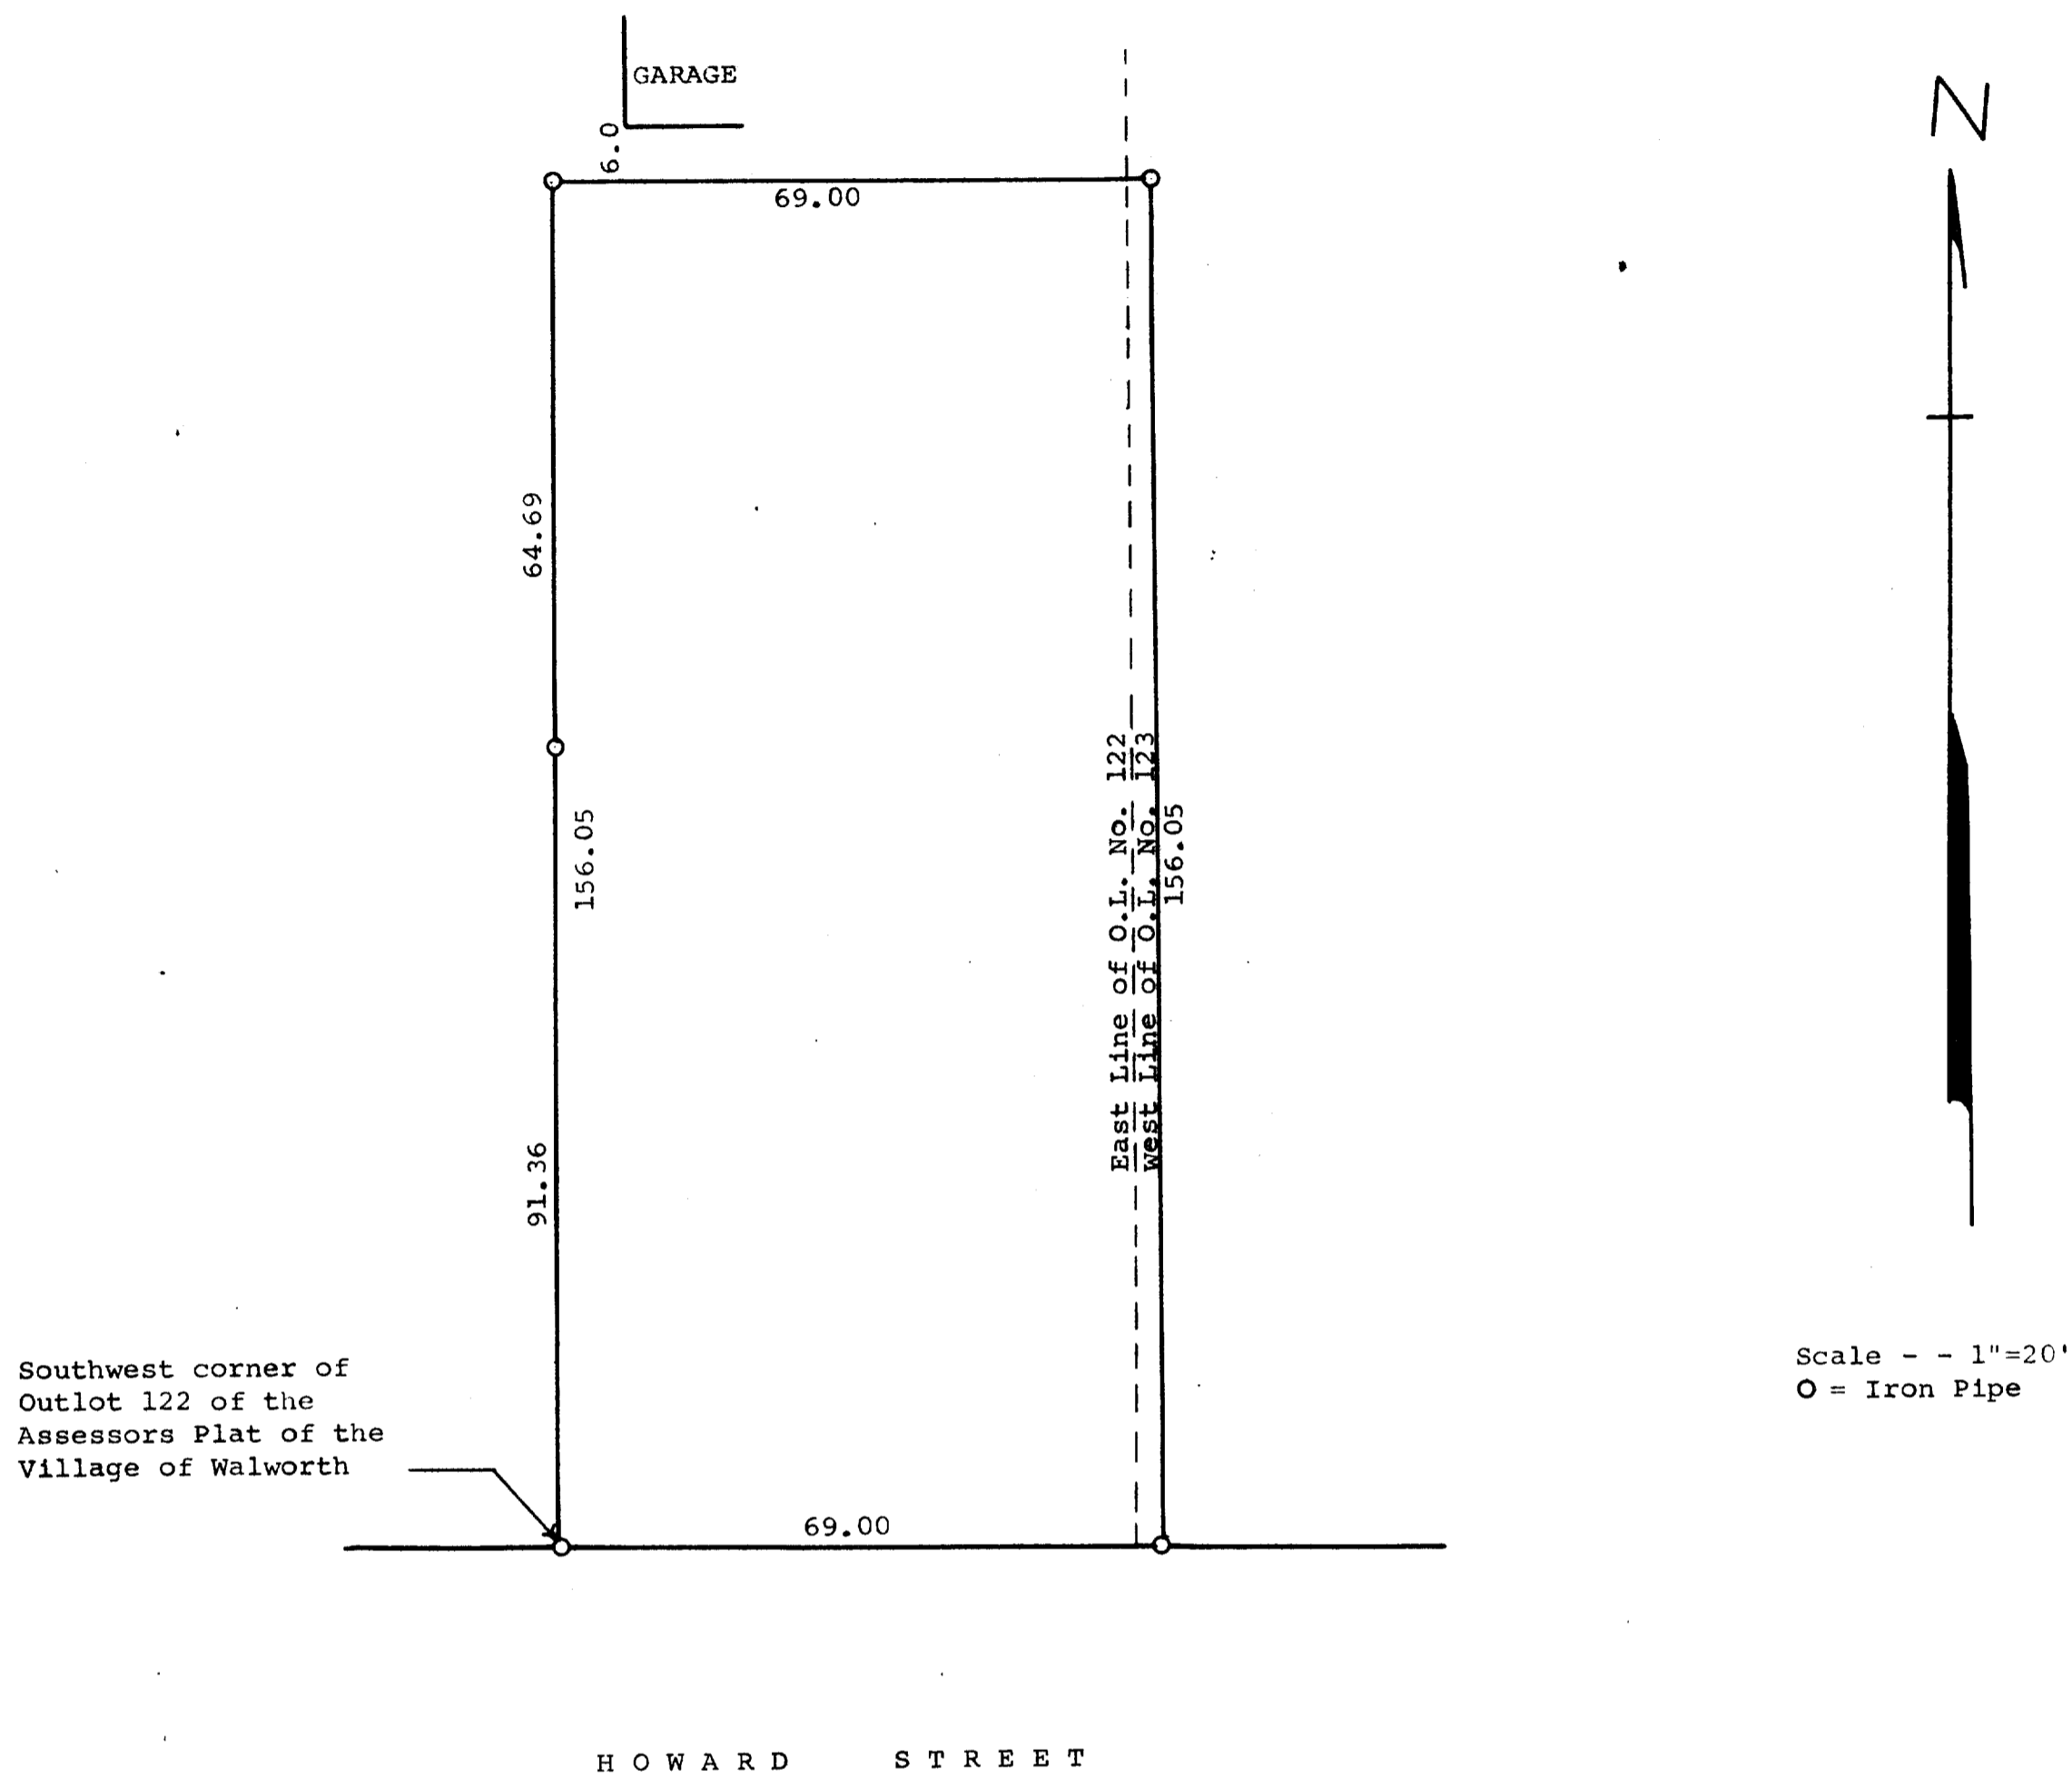 GARAGE
N
6.0
69.00
64.69
East Line of O.L. No. 122
West Line of O.L. No. 123
156.05
156.05
91.36
Southwest corner of
Outlot 122 of the
Assessors Plat of the
Village of Walworth
Scale - - 1"=20'
O = Iron Pipe
69.00
HOWARD STREET